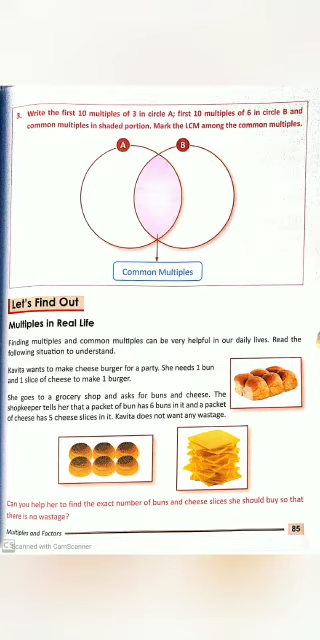 3. Write the first 10 multiples of 3 in circle A; first 10 multiples of 6 in circle B and
common multiples in shaded portion. Mark the LCM among the common multiples.
A B
Common Multiples
Let's Find Out
Multiples in Real Life
Finding multiples and common multiples can be very helpful in our daily lives. Read the
following situation to understand.
Kavita wants to make cheese burger for a party. She needs 1 bun
and 1 slice of cheese to make 1 burger.
She goes to a grocery shop and asks for buns and cheese. The
shopkeeper tells her that a packet of bun has 6 buns in it and a packet
of cheese has 5 cheese slices in it. Kavita does not want any wastage.
Can you help her to find the exact number of buns and cheese slices she should buy so that
there is no wastage?
Multiples and Factors 85
CS Scanned with CamScanner